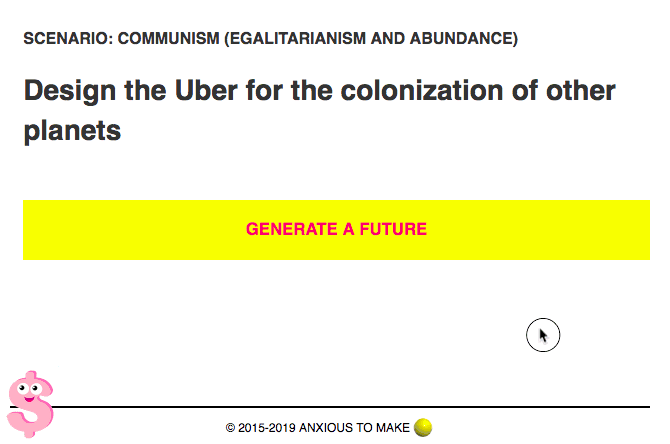 SCENARIO: COMMUNISM (EGALITARIANISM AND ABUNDANCE)
Design the Uber for the colonization of other
planets
GENERATE A FUTURE
© 2015-2019 ANXIOUS TO MAKE